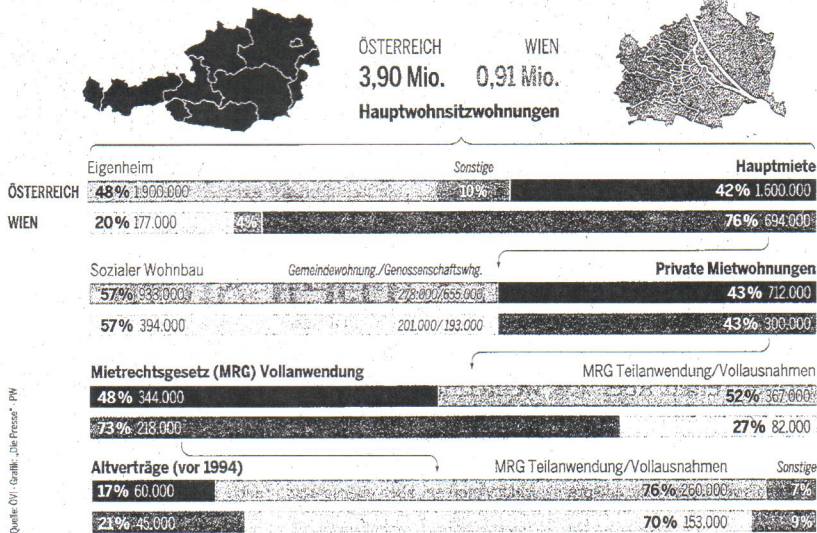 ÖSTERREICH WIEN
3,90 Mio. 0,91 Mio.
Hauptwohnsitzwohnungen
Eigenheim Sonstige Hauptmiete
ÖSTERREICH 48% 1.900.000 10% 42% 1.600.000
WIEN 20% 177.000 4% 76% 694.000
Sozialer Wohnbau Gemeindewohnung./Genossenschaftswhg. Private Mietwohnungen
57% 933.000 278.000/655.000 43% 712.000
57% 394.000 201.000/193.000 43% 300.000
Mietrechtsgesetz (MRG) Vollanwendung MRG Teilanwendung/Vollausnahmen
48% 344.000 52% 367.000
73% 218.000 27% 82.000
Altverträge (vor 1994) MRG Teilanwendung/Vollausnahmen Sonstige
17% 60.000 76% 260.000 7%
21% 45.000 70% 153.000 9%
Quelle: ÖVI · Grafik: „Die Presse“ · PW